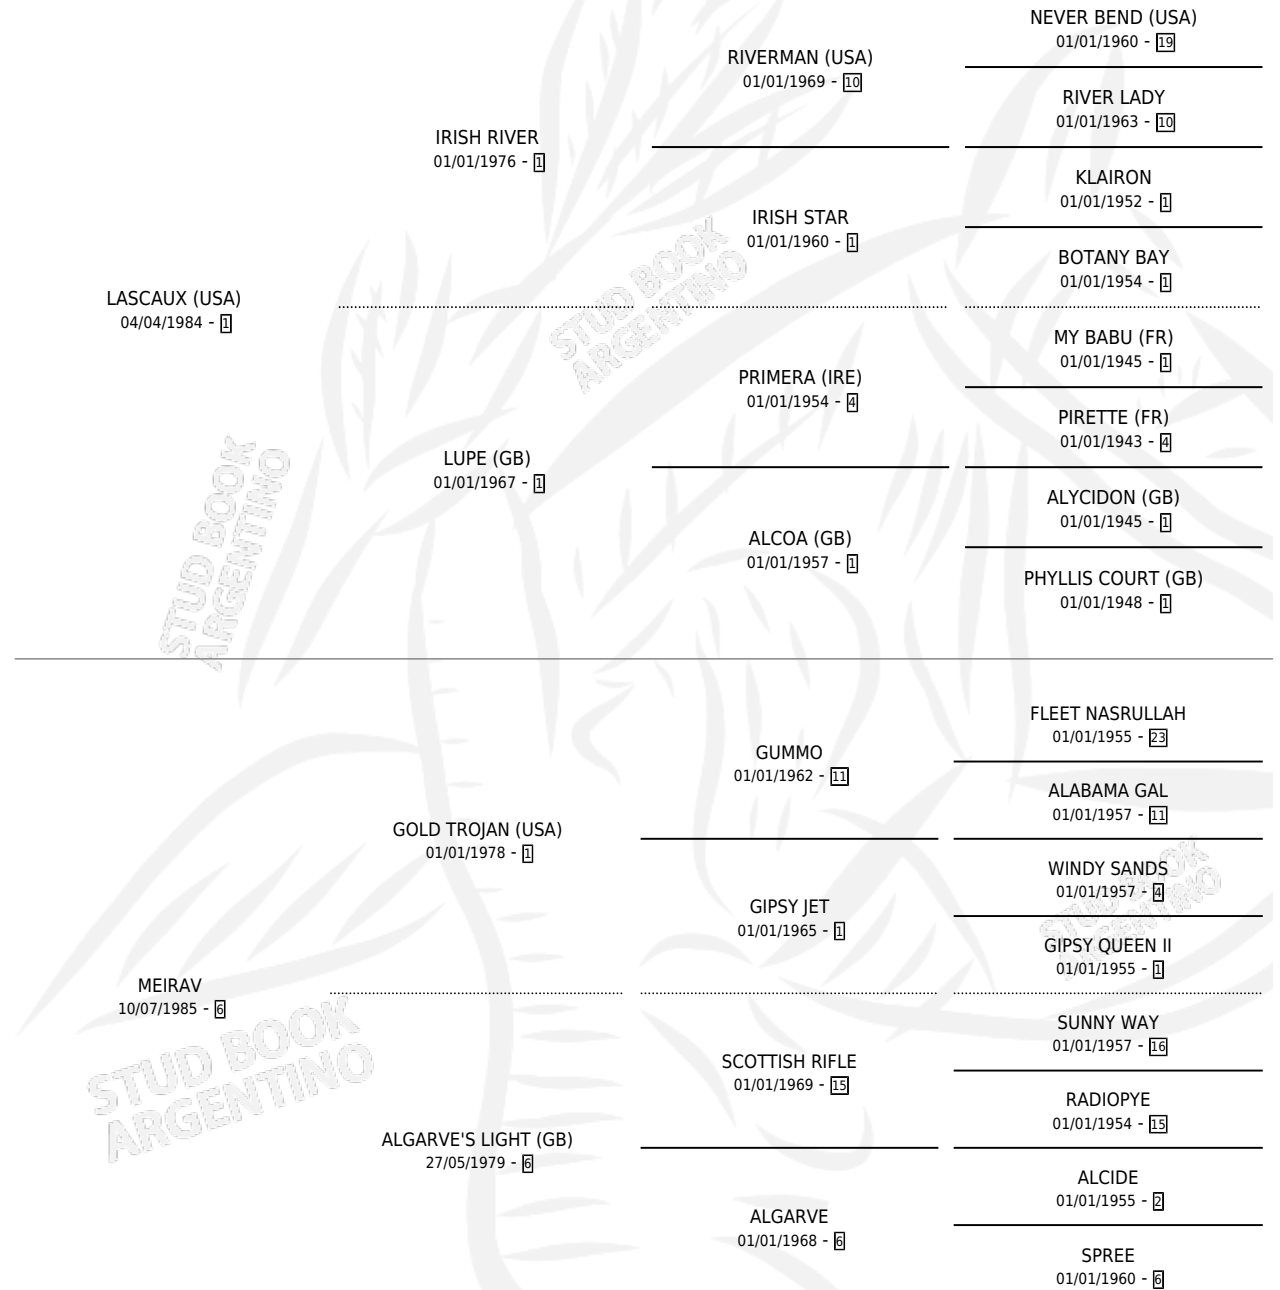 NEVER BEND (USA)
01/01/1960 - 19
RIVERMAN (USA)
01/01/1969 - 10
RIVER LADY
01/01/1963 - 10
IRISH RIVER
01/01/1976 - 1
KLAIRON
01/01/1952 - 1
IRISH STAR
01/01/1960 - 1
BOTANY BAY
01/01/1954 - 1
LASCAUX (USA)
04/04/1984 - 1
MY BABU (FR)
01/01/1945 - 1
PRIMERA (IRE)
01/01/1954 - 4
PIRETTE (FR)
01/01/1943 - 4
LUPE (GB)
01/01/1967 - 1
ALYCIDON (GB)
01/01/1945 - 1
ALCOA (GB)
01/01/1957 - 1
PHYLLIS COURT (GB)
01/01/1948 - 1
FLEET NASRULLAH
01/01/1955 - 23
GUMMO
01/01/1962 - 11
ALABAMA GAL
01/01/1957 - 11
GOLD TROJAN (USA)
01/01/1978 - 1
WINDY SANDS
01/01/1957 - 4
GIPSY JET
01/01/1965 - 1
GIPSY QUEEN II
01/01/1955 - 1
MEIRAV
10/07/1985 - 6
SUNNY WAY
01/01/1957 - 16
SCOTTISH RIFLE
01/01/1969 - 15
RADIOPYE
01/01/1954 - 15
ALGARVE'S LIGHT (GB)
27/05/1979 - 6
ALCIDE
01/01/1955 - 2
ALGARVE
01/01/1968 - 6
SPREE
01/01/1960 - 6
STUD BOOK
ARGENTINO
STUD BOOK
ARGENTINO
STUD BOOK
ARGENTINO
STUD BOOK
ARGENTINO